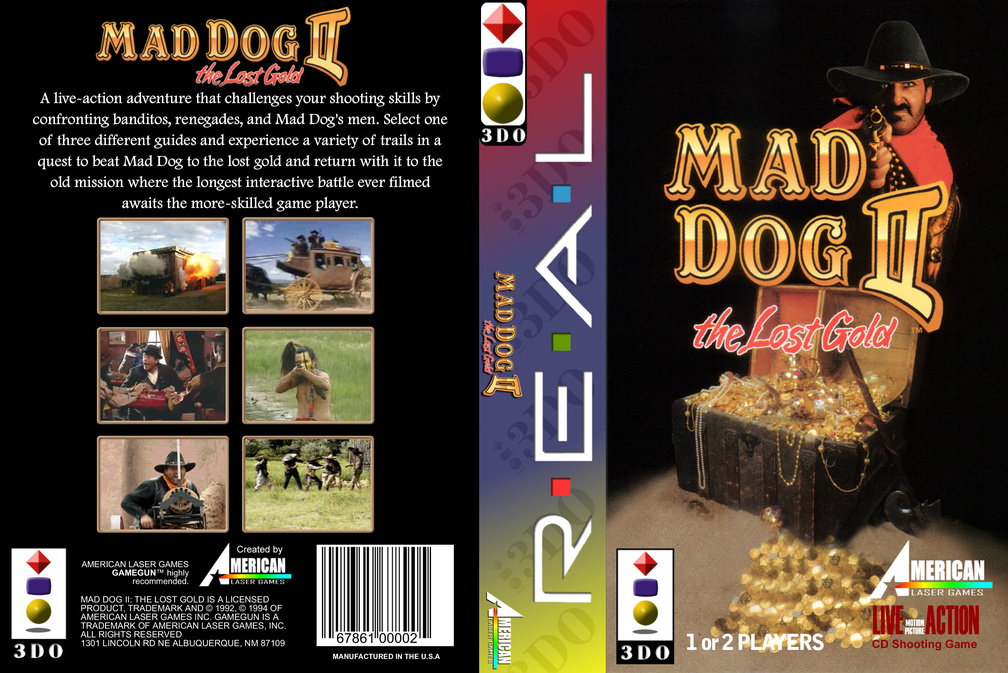 MAD DOG II
the Lost Gold
A live-action adventure that challenges your shooting skills by
confronting banditos, renegades, and Mad Dog's men. Select one
of three different guides and experience a variety of trails in a
quest to beat Mad Dog to the lost gold and return with it to the
old mission where the longest interactive battle ever filmed
awaits the more-skilled game player.
3DO
AMERICAN LASER GAMES
GAMEGUN™ highly
recommended.
Created by
AMERICAN
LASER GAMES
MAD DOG II: THE LOST GOLD IS A LICENSED
PRODUCT, TRADEMARK AND © 1992, © 1994 OF
AMERICAN LASER GAMES INC. GAMEGUN IS A
TRADEMARK OF AMERICAN LASER GAMES, INC.
ALL RIGHTS RESERVED
1301 LINCOLN RD NE ALBUQUERQUE, NM 87109
67861 00002
MANUFACTURED IN THE U.S.A
3DO
R·E·A·L
MAD DOG II
the Lost Gold
AMERICAN
LASER GAMES
MAD
DOG II
the Lost Gold™
3DO
1 or 2 PLAYERS
AMERICAN
LASER GAMES
LIVE MOTION PICTURE ACTION
CD Shooting Game